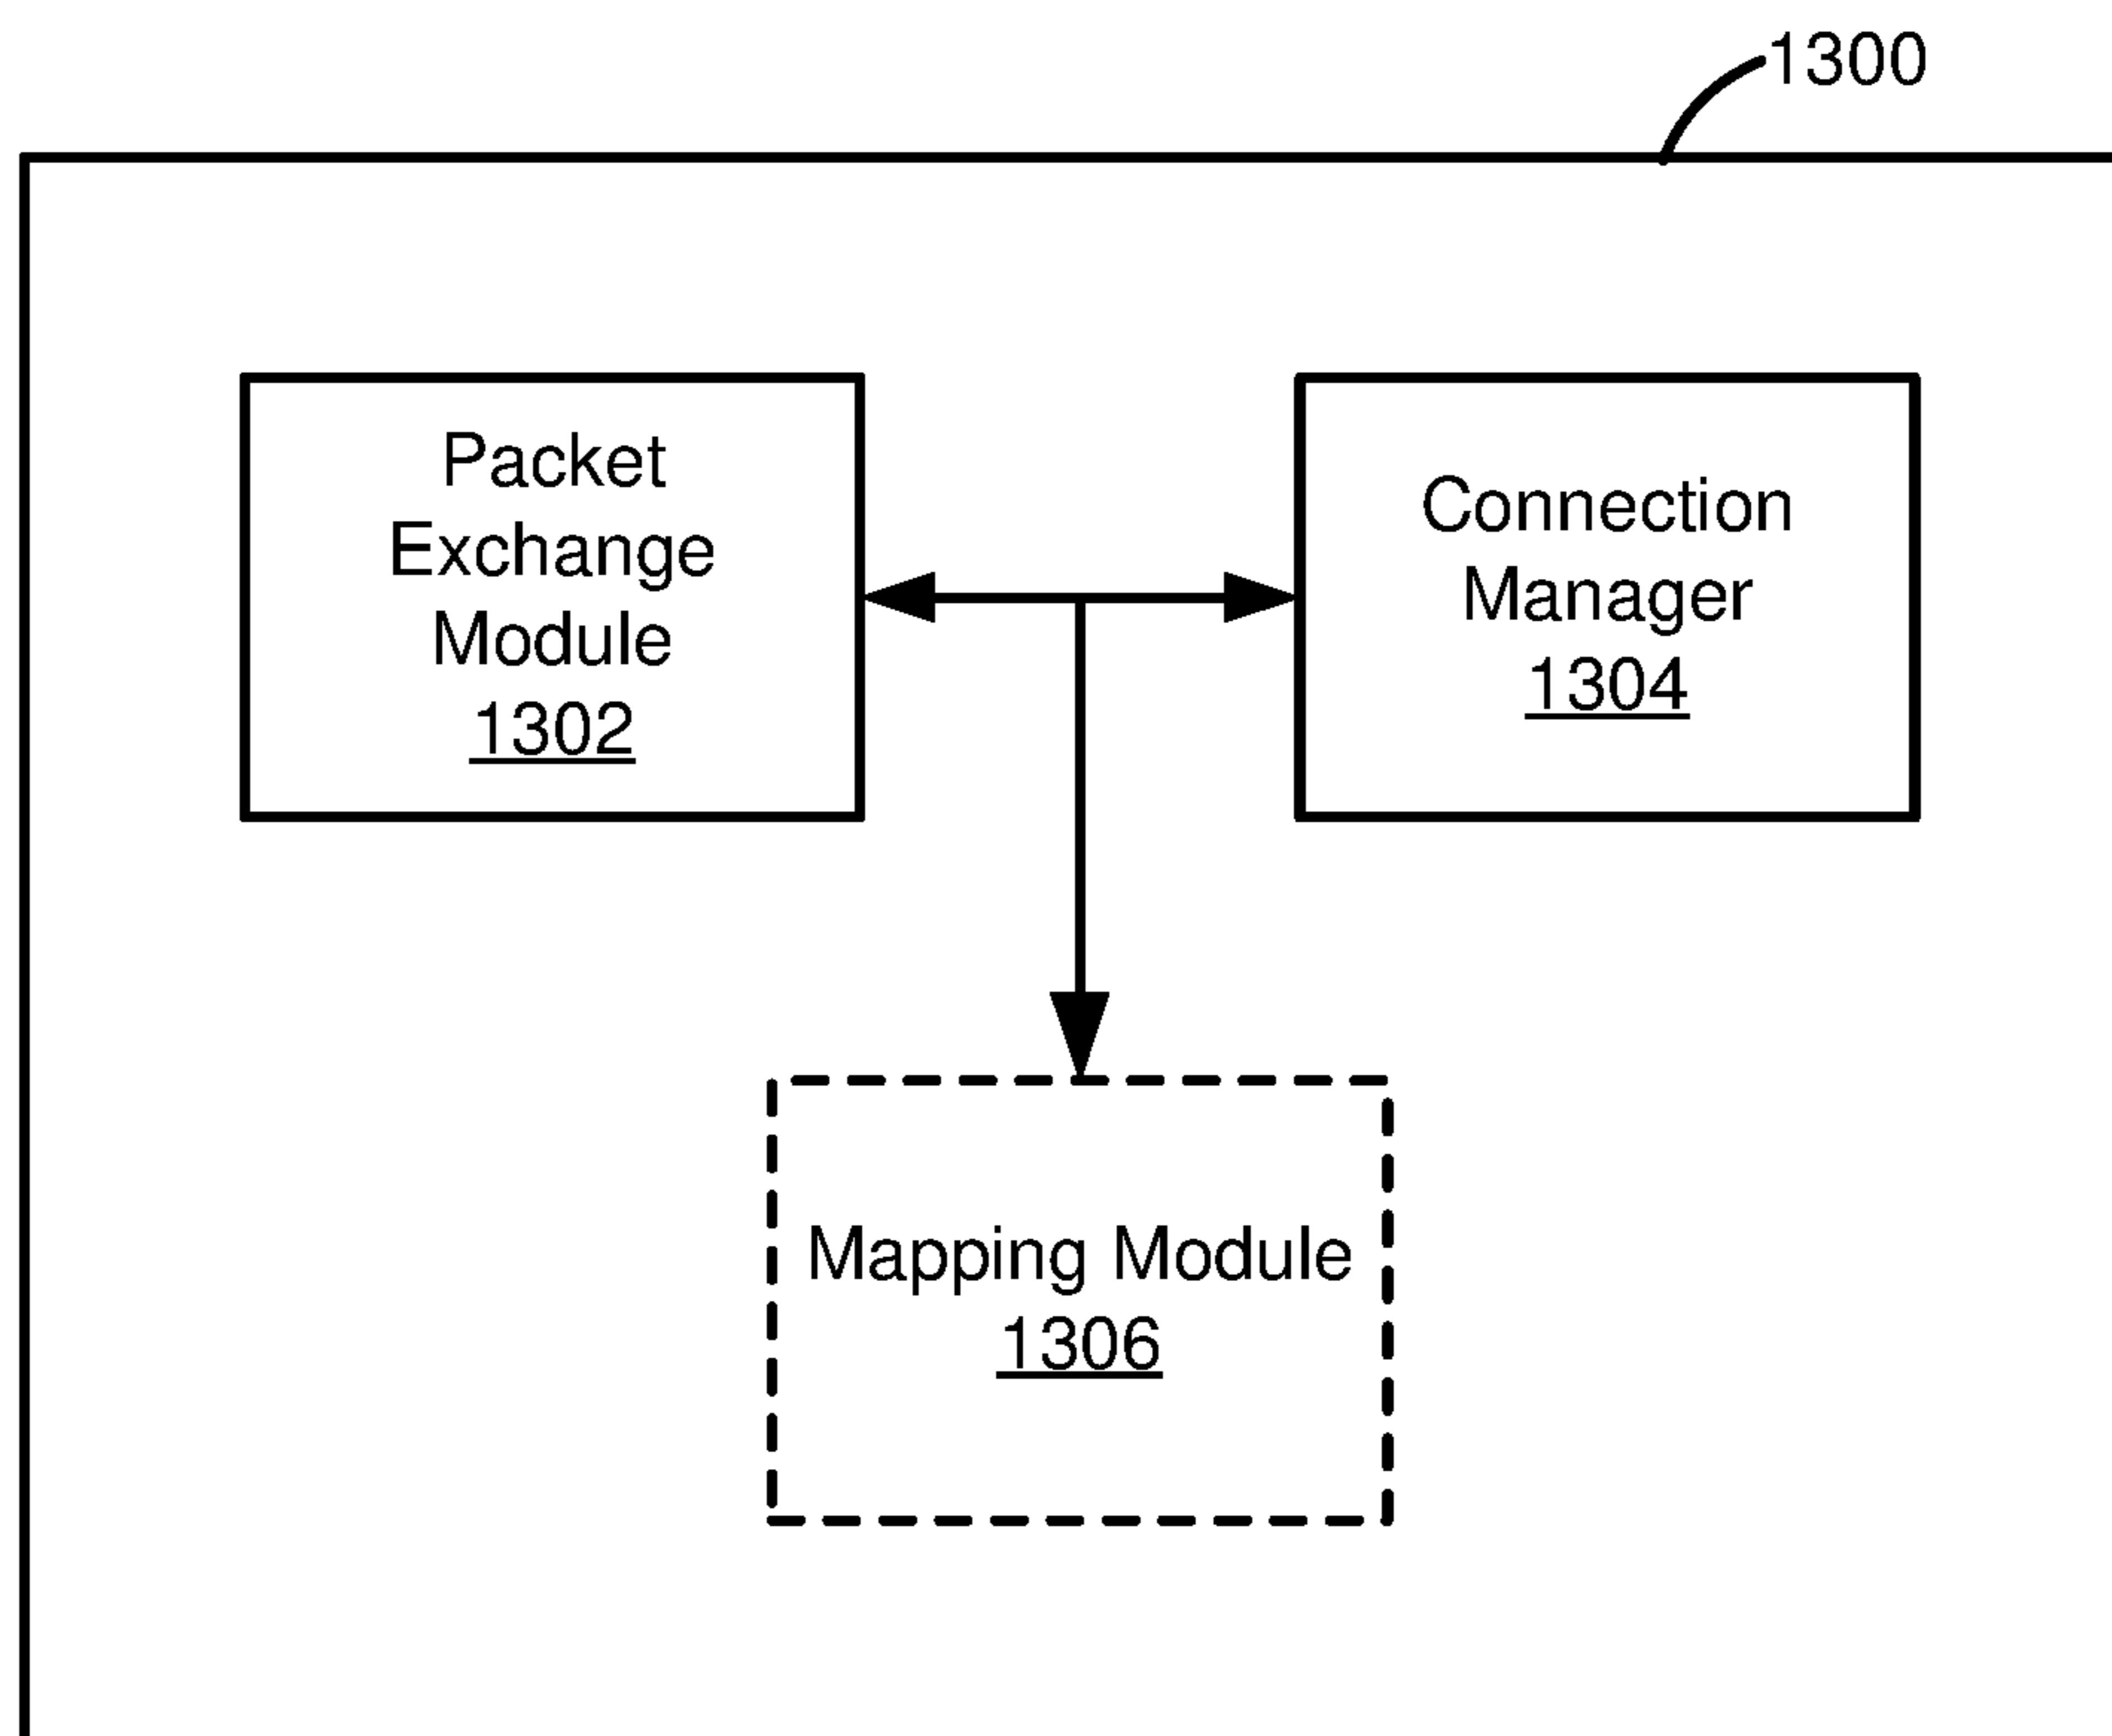 1300
Packet
Exchange
Module
1302
Connection
Manager
1304
Mapping Module
1306